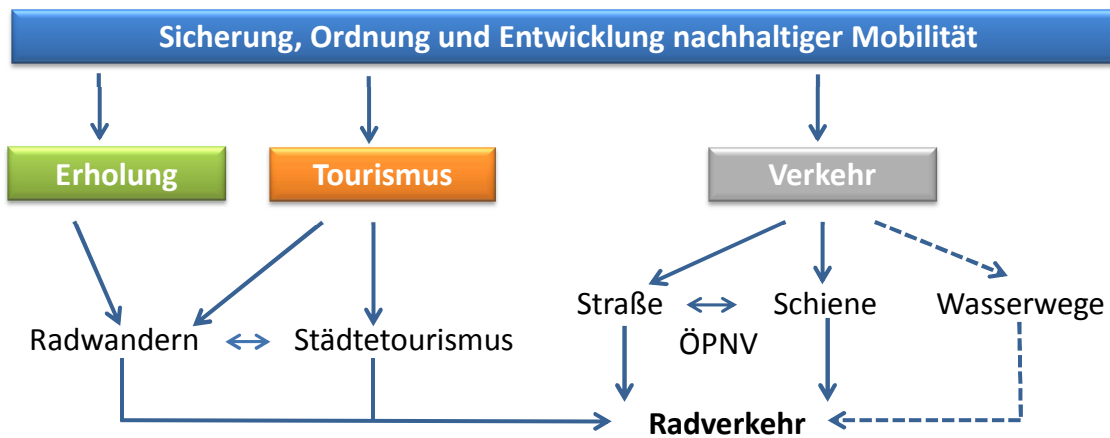 Sicherung, Ordnung und Entwicklung nachhaltiger Mobilität
Erholung
Tourismus
Verkehr
Straße
Schiene
Wasserwege
Radwandern
Städtetourismus
ÖPNV
Radverkehr